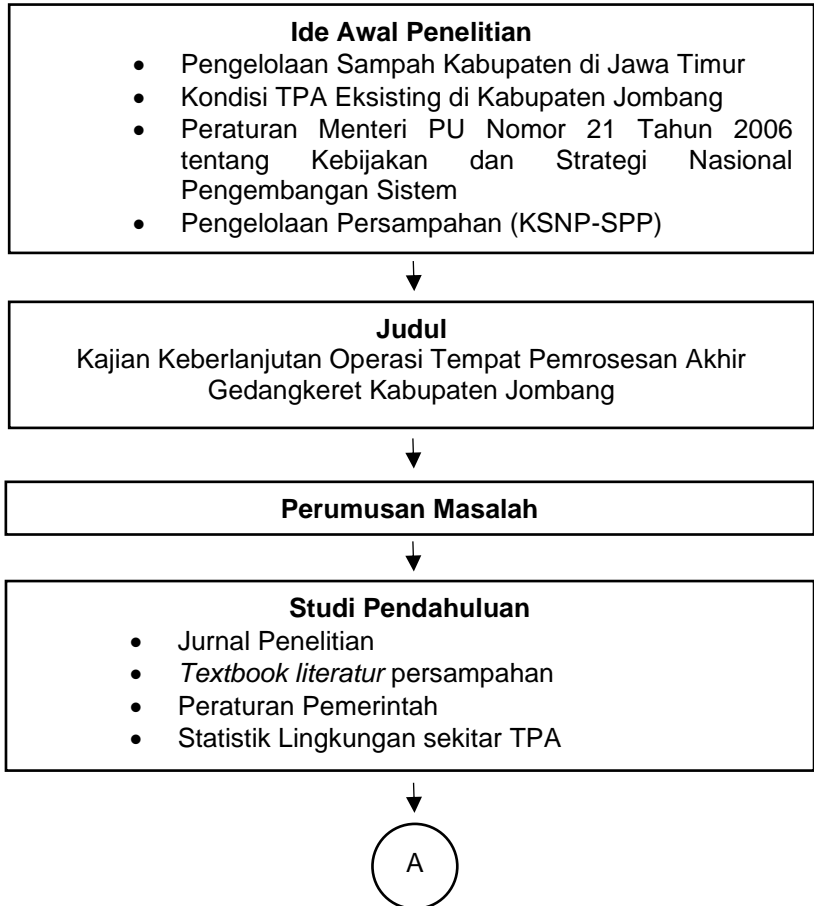 Ide Awal Penelitian
• Pengelolaan Sampah Kabupaten di Jawa Timur
• Kondisi TPA Eksisting di Kabupaten Jombang
• Peraturan Menteri PU Nomor 21 Tahun 2006
tentang Kebijakan dan Strategi Nasional
Pengembangan Sistem
• Pengelolaan Persampahan (KSNP-SPP)
Judul
Kajian Keberlanjutan Operasi Tempat Pemrosesan Akhir
Gedangkeret Kabupaten Jombang
Perumusan Masalah
Studi Pendahuluan
• Jurnal Penelitian
• Textbook literatur persampahan
• Peraturan Pemerintah
• Statistik Lingkungan sekitar TPA
A